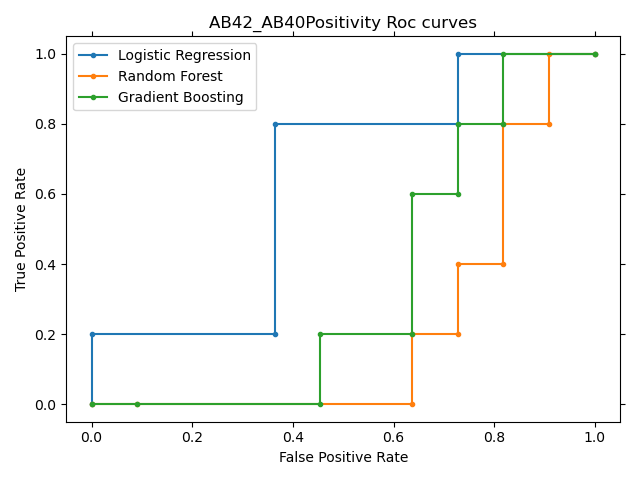 AB42_AB40Positivity Roc curves
Logistic Regression
Random Forest
Gradient Boosting
True Positive Rate
1.0
0.8
0.6
0.4
0.2
0.0
0.0 0.2 0.4 0.6 0.8 1.0
False Positive Rate